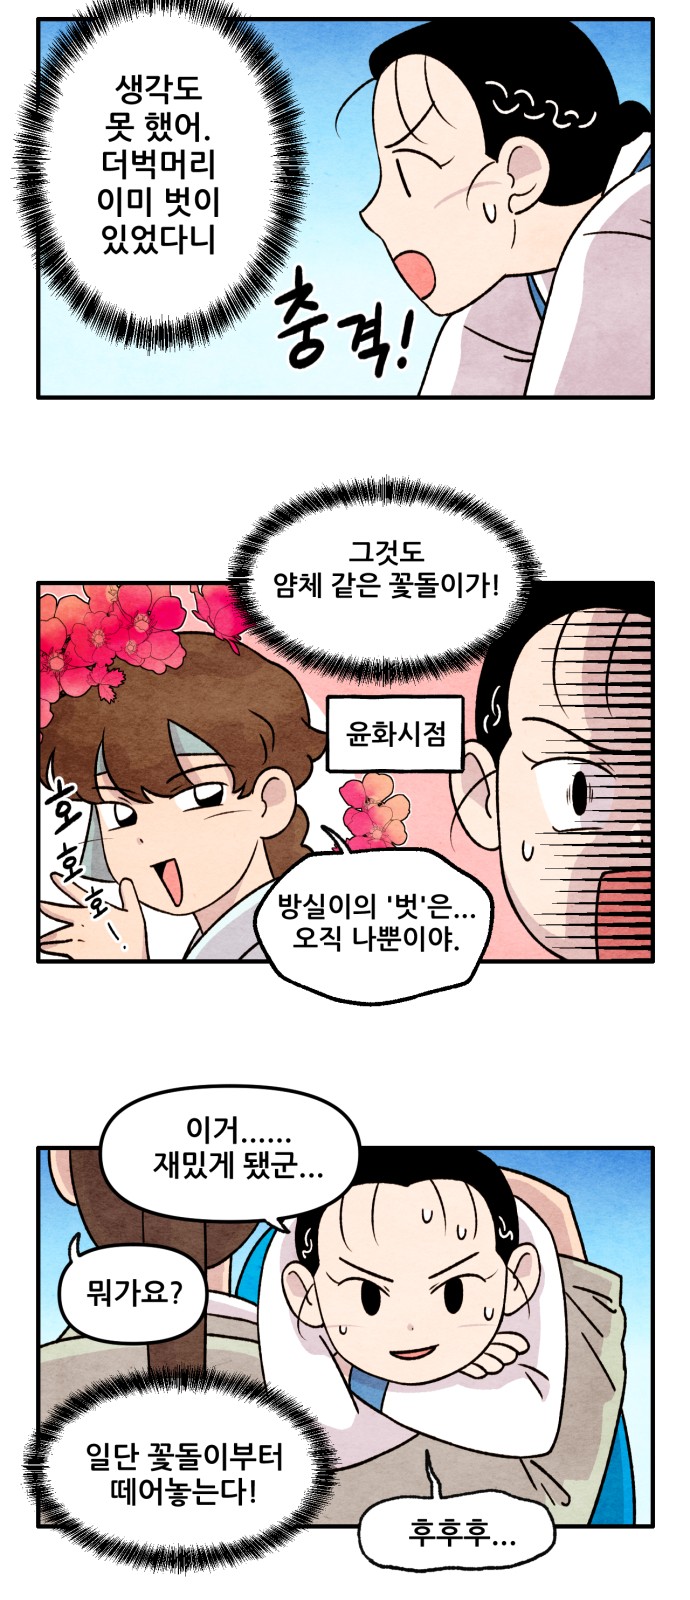 생각도
못 했어.
더벅머리
이미 벗이
있었다니
충격!
그것도
얌체 같은 꽃돌이가!
윤화시점
호호호ㅡ.
방실이의 '벗'은...
오직 나뿐이야.
이거......
재밌게 됐군...
뭐가요?
일단 꽃돌이부터
떼어놓는다!
후후후...